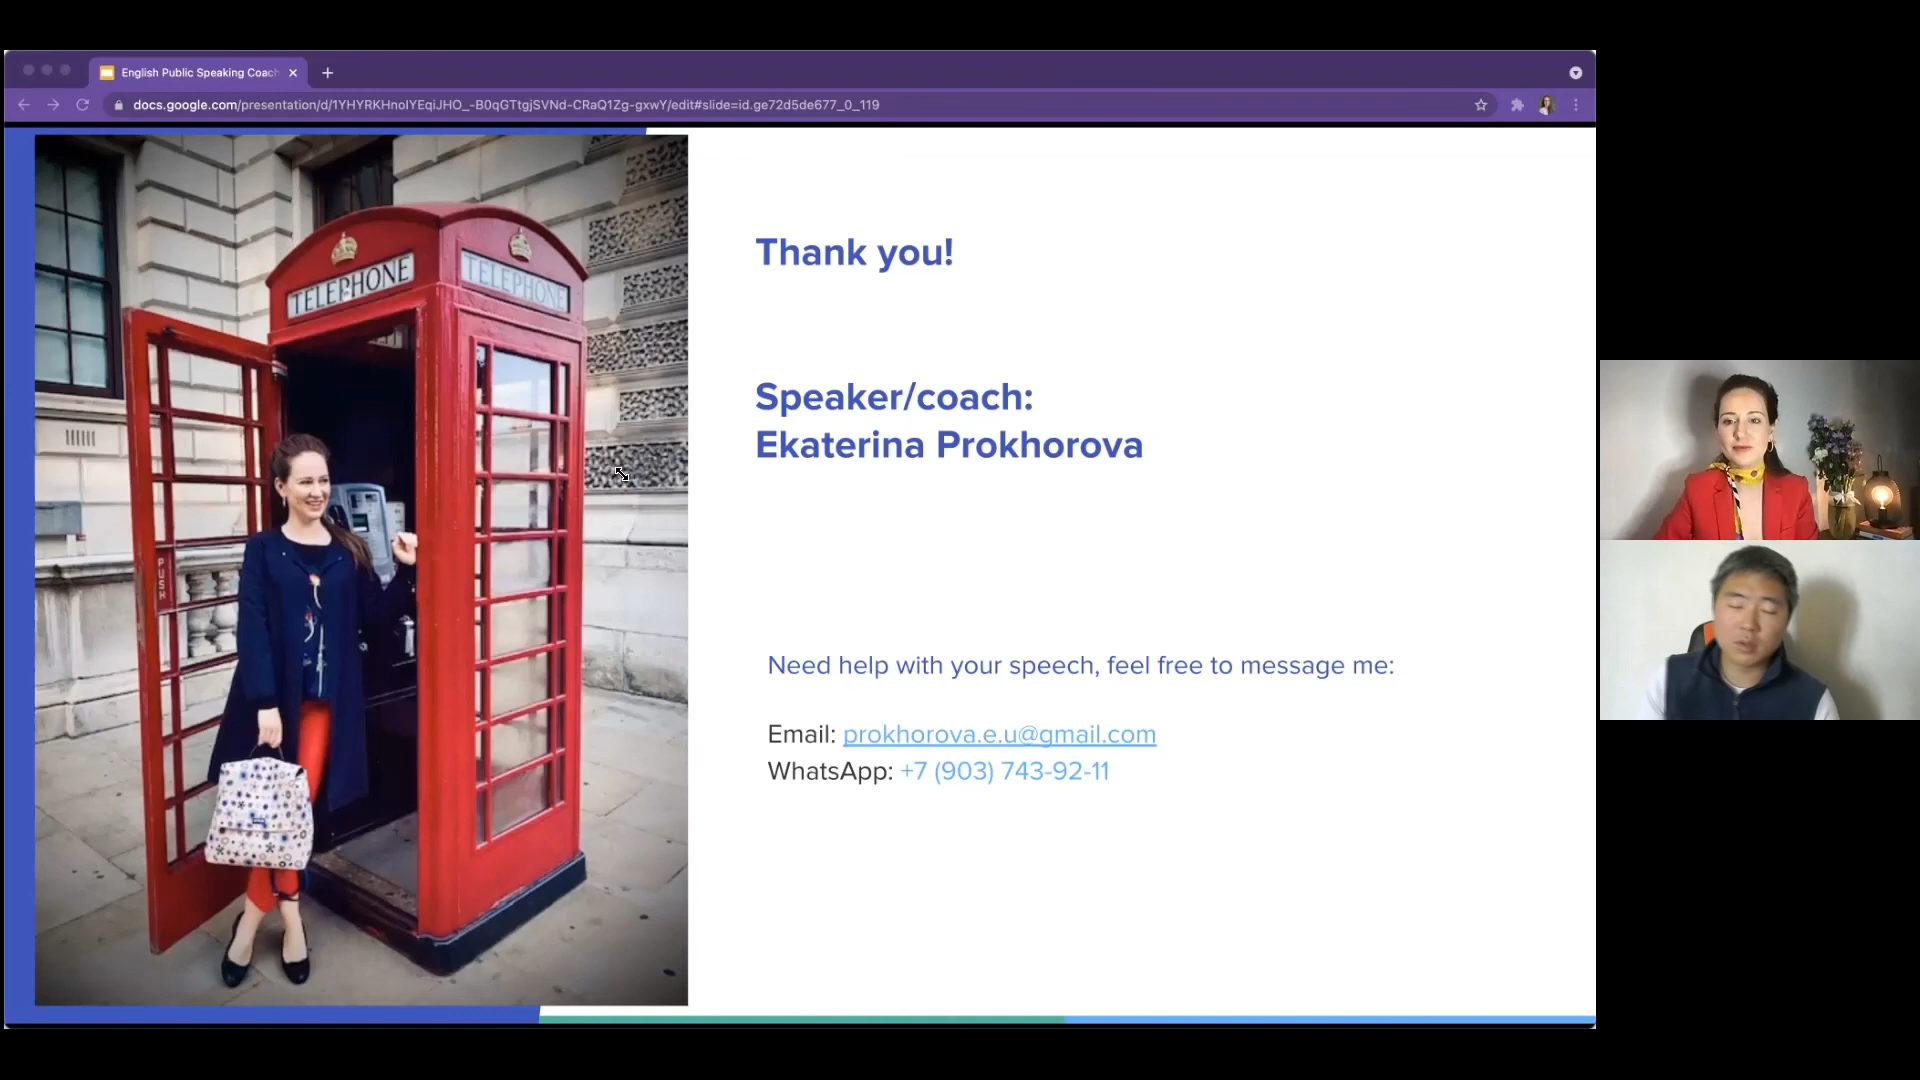 English Public Speaking Coach
docs.google.com/presentation/d/1YHYRKHnoIYEqiJHO_-B0qGTtgjSVNd-CRaQ1Zg-gxwY/edit#slide=id.ge72d5de677_0_119
TELEPHONE
TELEPHONE
PUSH
Thank you!
Speaker/coach:
Ekaterina Prokhorova
Need help with your speech, feel free to message me:
Email: prokhorova.e.u@gmail.com
WhatsApp: +7 (903) 743-92-11